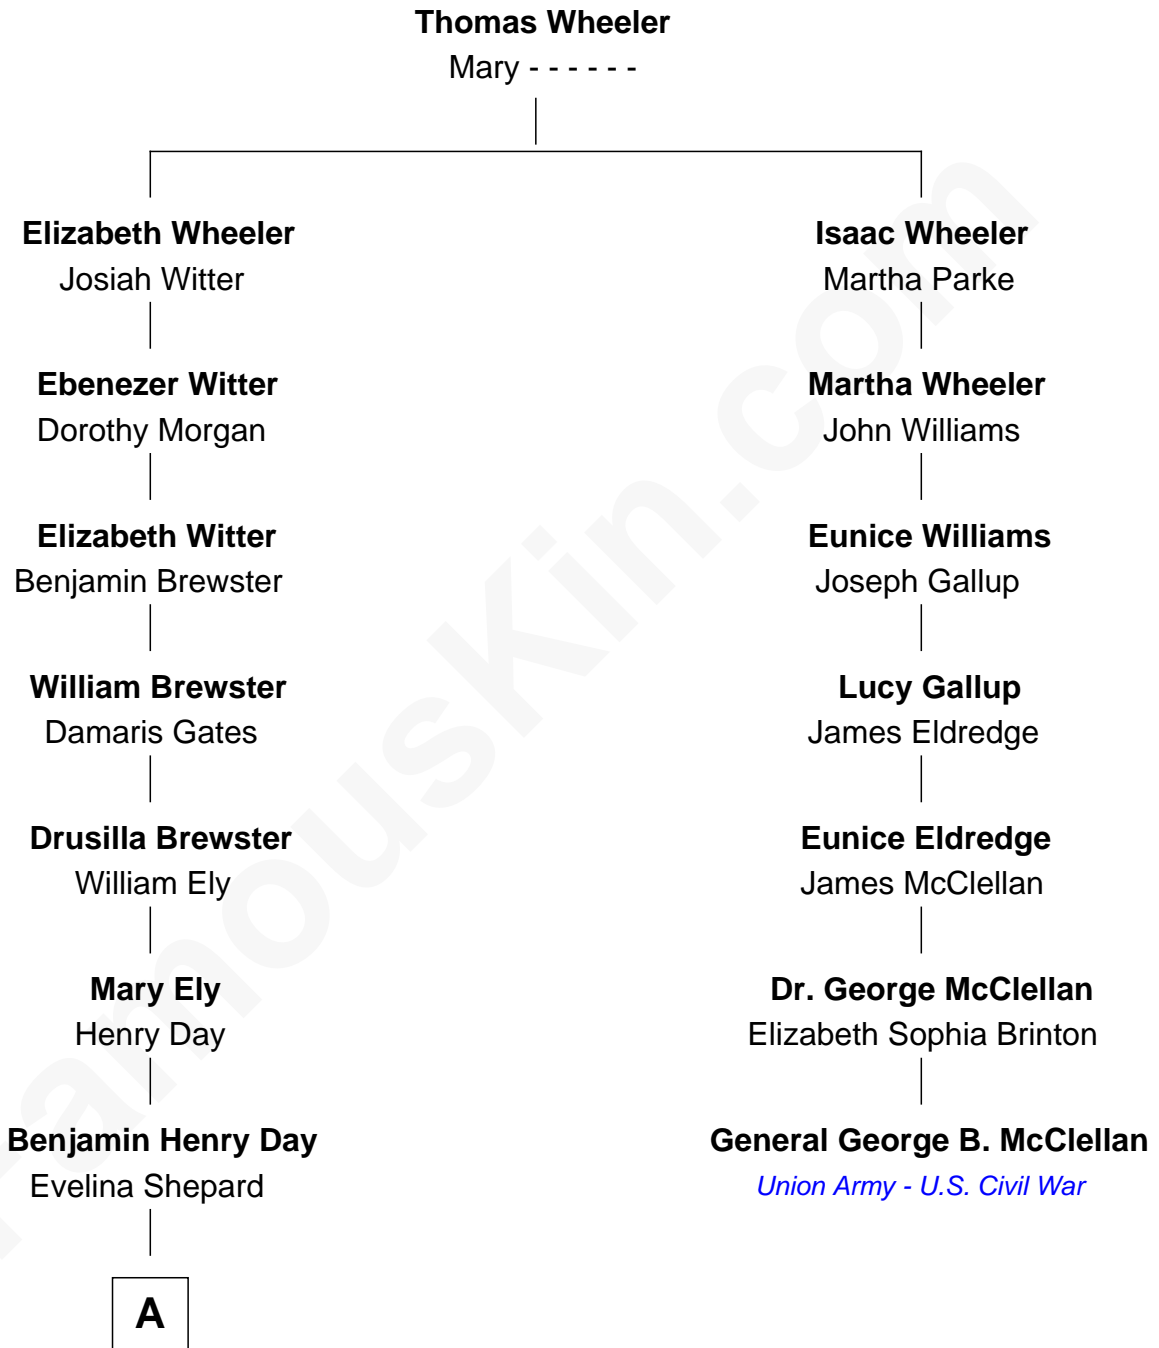 Thomas Wheeler
Mary - - - - - -
Elizabeth Wheeler
Josiah Witter
Isaac Wheeler
Martha Parke
Ebenezer Witter
Dorothy Morgan
Martha Wheeler
John Williams
Elizabeth Witter
Benjamin Brewster
Eunice Williams
Joseph Gallup
William Brewster
Damaris Gates
Lucy Gallup
James Eldredge
Drusilla Brewster
William Ely
Eunice Eldredge
James McClellan
Mary Ely
Henry Day
Dr. George McClellan
Elizabeth Sophia Brinton
Benjamin Henry Day
Evelina Shepard
General George B. McClellan
Union Army - U.S. Civil War
A
FamousKin.com